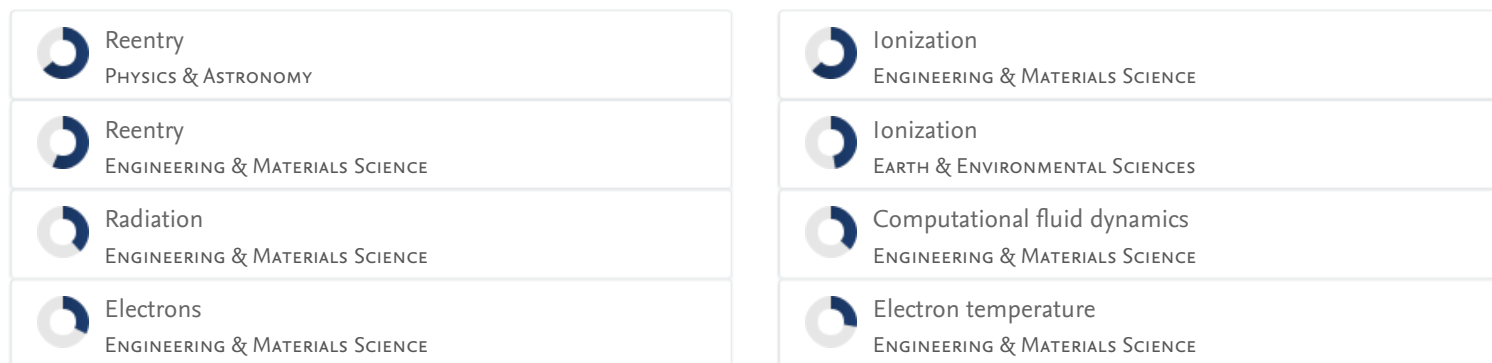 Reentry
Physics & Astronomy
Ionization
Engineering & Materials Science
Reentry
Engineering & Materials Science
Ionization
Earth & Environmental Sciences
Radiation
Engineering & Materials Science
Computational fluid dynamics
Engineering & Materials Science
Electrons
Engineering & Materials Science
Electron temperature
Engineering & Materials Science